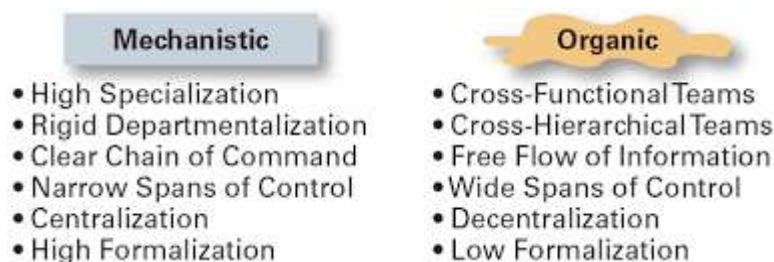 Mechanistic
• High Specialization
• Rigid Departmentalization
• Clear Chain of Command
• Narrow Spans of Control
• Centralization
• High Formalization
Organic
• Cross-Functional Teams
• Cross-Hierarchical Teams
• Free Flow of Information
• Wide Spans of Control
• Decentralization
• Low Formalization